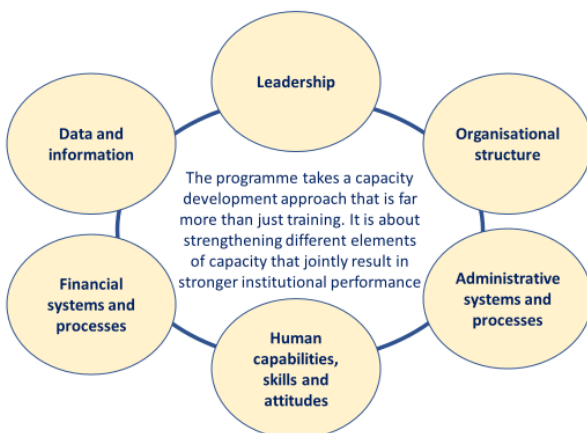 Leadership
Data and
information
Organisational
structure
The programme takes a capacity
development approach that is far
more than just training. It is about
strengthening different elements
of capacity that jointly result in
stronger institutional performance
Financial
systems and
processes
Administrative
systems and
processes
Human
capabilities,
skills and
attitudes